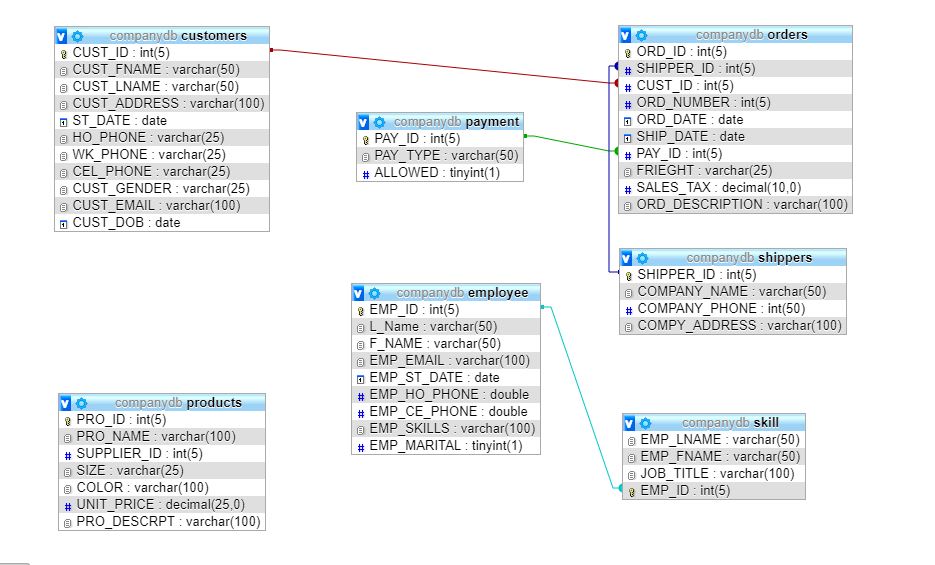 companydb customers
CUST_ID : int(5)
CUST_FNAME : varchar(50)
CUST_LNAME : varchar(50)
CUST_ADDRESS : varchar(100)
ST_DATE : date
HO_PHONE : varchar(25)
WK_PHONE : varchar(25)
CEL_PHONE : varchar(25)
CUST_GENDER : varchar(25)
CUST_EMAIL : varchar(100)
CUST_DOB : date
companydb payment
PAY_ID : int(5)
PAY_TYPE : varchar(50)
ALLOWED : tinyint(1)
companydb orders
ORD_ID : int(5)
SHIPPER_ID : int(5)
CUST_ID : int(5)
ORD_NUMBER : int(5)
ORD_DATE : date
SHIP_DATE : date
PAY_ID : int(5)
FRIEGHT : varchar(25)
SALES_TAX : decimal(10,0)
ORD_DESCRIPTION : varchar(100)
companydb shippers
SHIPPER_ID : int(5)
COMPANY_NAME : varchar(50)
COMPANY_PHONE : int(50)
COMPY_ADDRESS : varchar(100)
companydb employee
EMP_ID : int(5)
L_Name : varchar(50)
F_NAME : varchar(50)
EMP_EMAIL : varchar(100)
EMP_ST_DATE : date
EMP_HO_PHONE : double
EMP_CE_PHONE : double
EMP_SKILLS : varchar(100)
EMP_MARITAL : tinyint(1)
companydb products
PRO_ID : int(5)
PRO_NAME : varchar(100)
SUPPLIER_ID : int(5)
SIZE : varchar(25)
COLOR : varchar(100)
UNIT_PRICE : decimal(25,0)
PRO_DESCRPT : varchar(100)
companydb skill
EMP_LNAME : varchar(50)
EMP_FNAME : varchar(50)
JOB_TITLE : varchar(100)
EMP_ID : int(5)